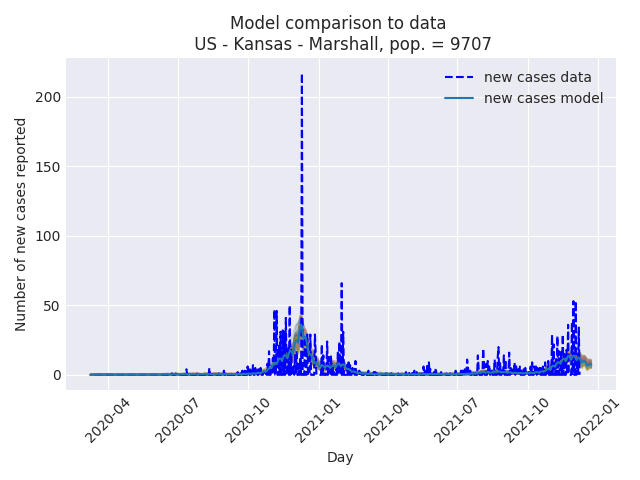 Model comparison to data
US - Kansas - Marshall, pop. = 9707
new cases data
new cases model
Number of new cases reported
200
150
100
50
0
2020-04
2020-07
2020-10
2021-01
2021-04
2021-07
2021-10
2022-01
Day